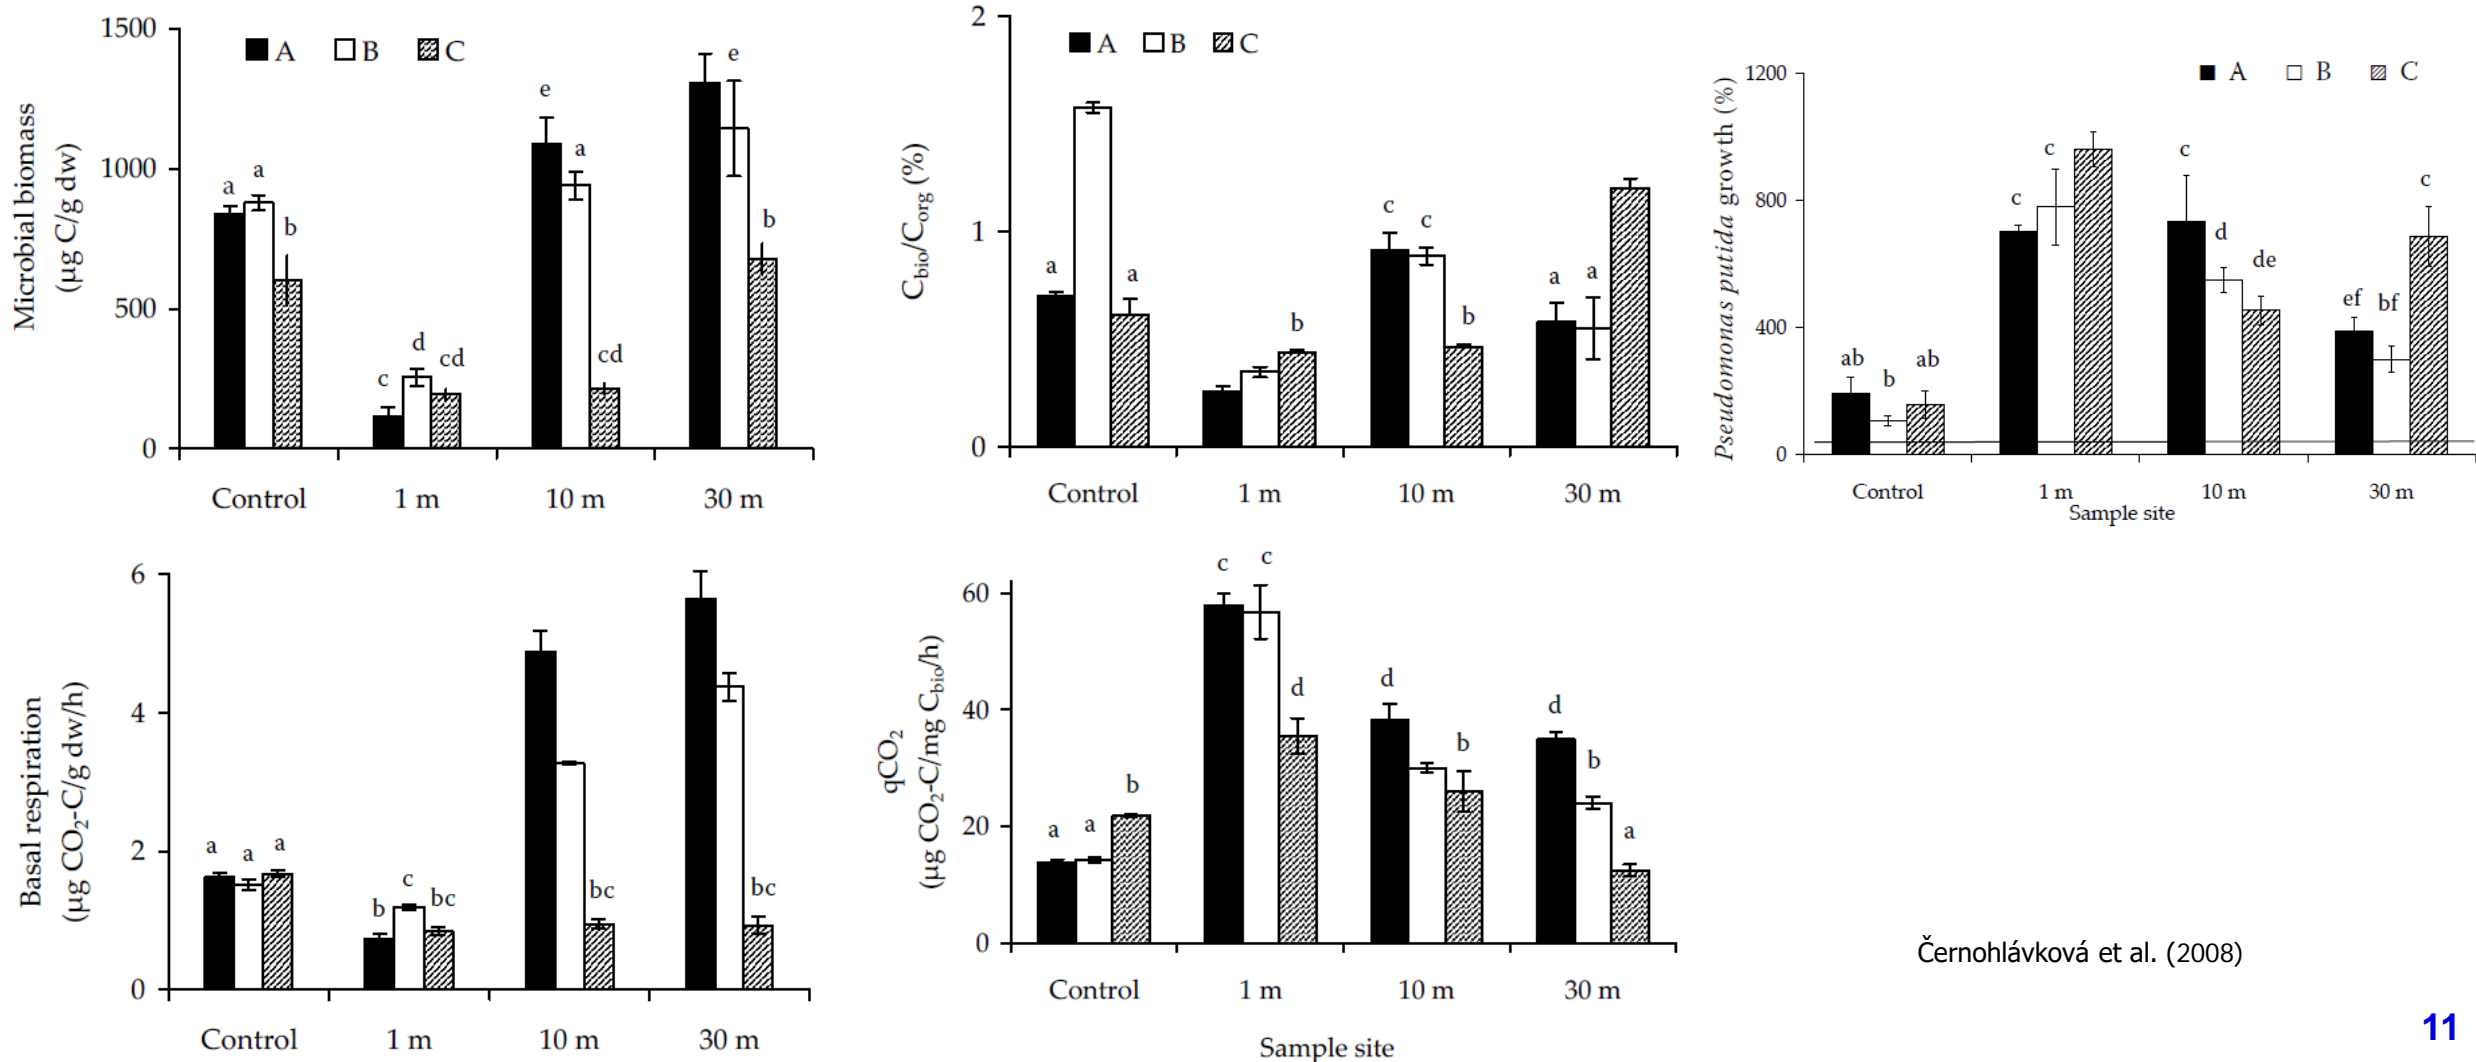 Microbial biomass
(µg C/g dw)
1500
1000
500
0
A B C
a a b
c d cd
e a cd
e b
Control 1 m 10 m 30 m
Cbio/Corg (%)
2
1
0
A B C
a a
b
c c b
a a
Control 1 m 10 m 30 m
Pseudononas putida growth (%)
1200
800
400
0
A B C
ab b ab
c c
c d de
ef bf c
Control 1 m 10 m 30 m
Sample site
Basal respiration
(µg CO2-C/g dw/h)
6
4
2
0
a a a
b c bc
bc
bc
Control 1 m 10 m 30 m
qCO2
(µg CO2-C/mg Cbio/h)
60
40
20
0
a a b
c c d
d b
d b a
Control 1 m 10 m 30 m
Sample site
Černohlávková et al. (2008)
11